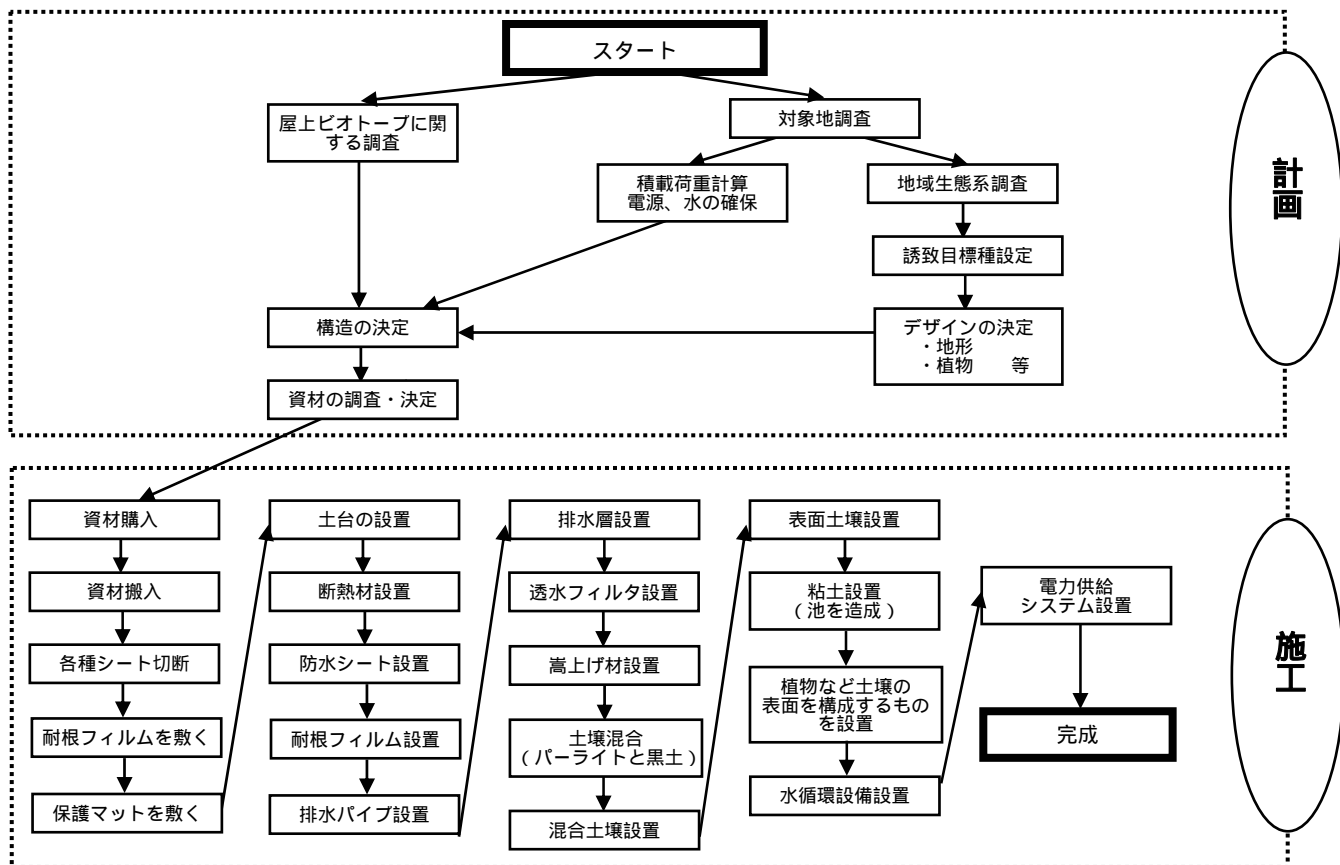 スタート
屋上ビオトープに関
する調査
対象地調査
積載荷重計算
電源、水の確保
地域生態系調査
誘致目標種設定
構造の決定
デザインの決定
・地形
・植物　　等
資材の調査・決定
計画
資材購入
資材搬入
各種シート切断
耐根フィルムを敷く
保護マットを敷く
土台の設置
断熱材設置
防水シート設置
耐根フィルム設置
排水パイプ設置
排水層設置
透水フィルタ設置
嵩上げ材設置
土壌混合
（パーライトと黒土）
混合土壌設置
表面土壌設置
粘土設置
（池を造成）
植物など土壌の
表面を構成するもの
を設置
水循環設備設置
電力供給
システム設置
完成
施工